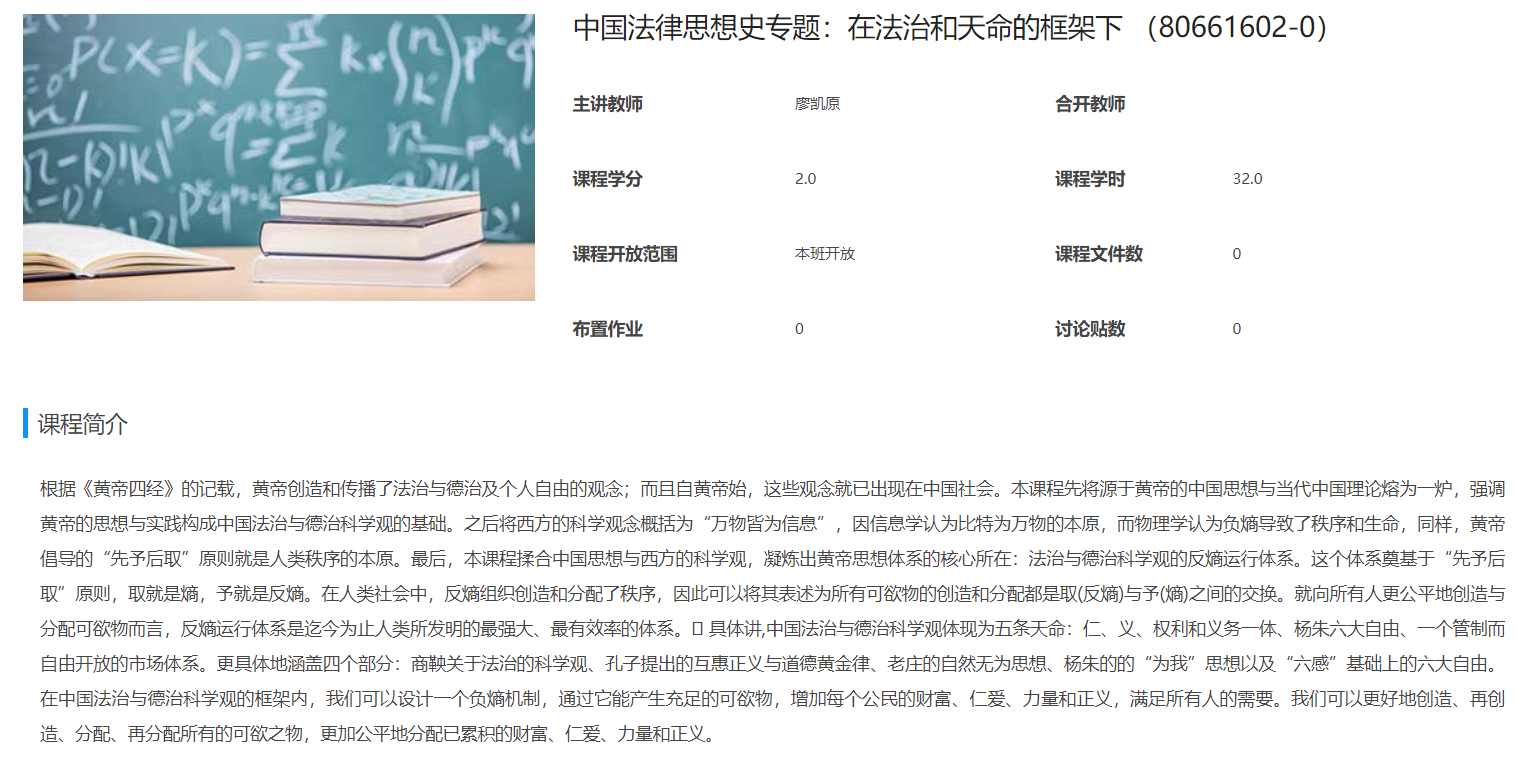 中国法律思想史专题：在法治和天命的框架下 （80661602-0）
主讲教师 廖凯原 合开教师
课程学分 2.0 课程学时 32.0
课程开放范围 本班开放 课程文件数 0
布置作业 0 讨论贴数 0
课程简介
根据《黄帝四经》的记载，黄帝创造和传播了法治与德治及个人自由的观念；而且自黄帝始，这些观念就已出现在中国社会。本课程先将源于黄帝的中国思想与当代中国理论熔为一炉，强调
黄帝的思想与实践构成中国法治与德治科学观的基础。之后将西方的科学观念概括为“万物皆为信息”，因信息学认为比特为万物的本原，而物理学认为负熵导致了秩序和生命，同样，黄帝
倡导的“先予后取”原则就是人类秩序的本原。最后，本课程揉合中国思想与西方的科学观，凝炼出黄帝思想体系的核心所在：法治与德治科学观的反熵运行体系。这个体系奠基于“先予后
取”原则，取就是熵，予就是反熵。在人类社会中，反熵组织创造和分配了秩序，因此可以将其表述为所有可欲物的创造和分配都是取(反熵)与予(熵)之间的交换。就向所有人更公平地创造与
分配可欲物而言，反熵运行体系是迄今为止人类所发明的最强大、最有效率的体系。 具体讲,中国法治与德治科学观体现为五条天命：仁、义、权利和义务一体、杨朱六大自由、一个管制而
自由开放的市场体系。更具体地涵盖四个部分：商鞅关于法治的科学观、孔子提出的互惠正义与道德黄金律、老庄的自然无为思想、杨朱的的“为我”思想以及“六感”基础上的六大自由。
在中国法治与德治科学观的框架内，我们可以设计一个负熵机制，通过它能产生充足的可欲物，增加每个公民的财富、仁爱、力量和正义，满足所有人的需要。我们可以更好地创造、再创
造、分配、再分配所有的可欲之物，更加公平地分配已累积的财富、仁爱、力量和正义。